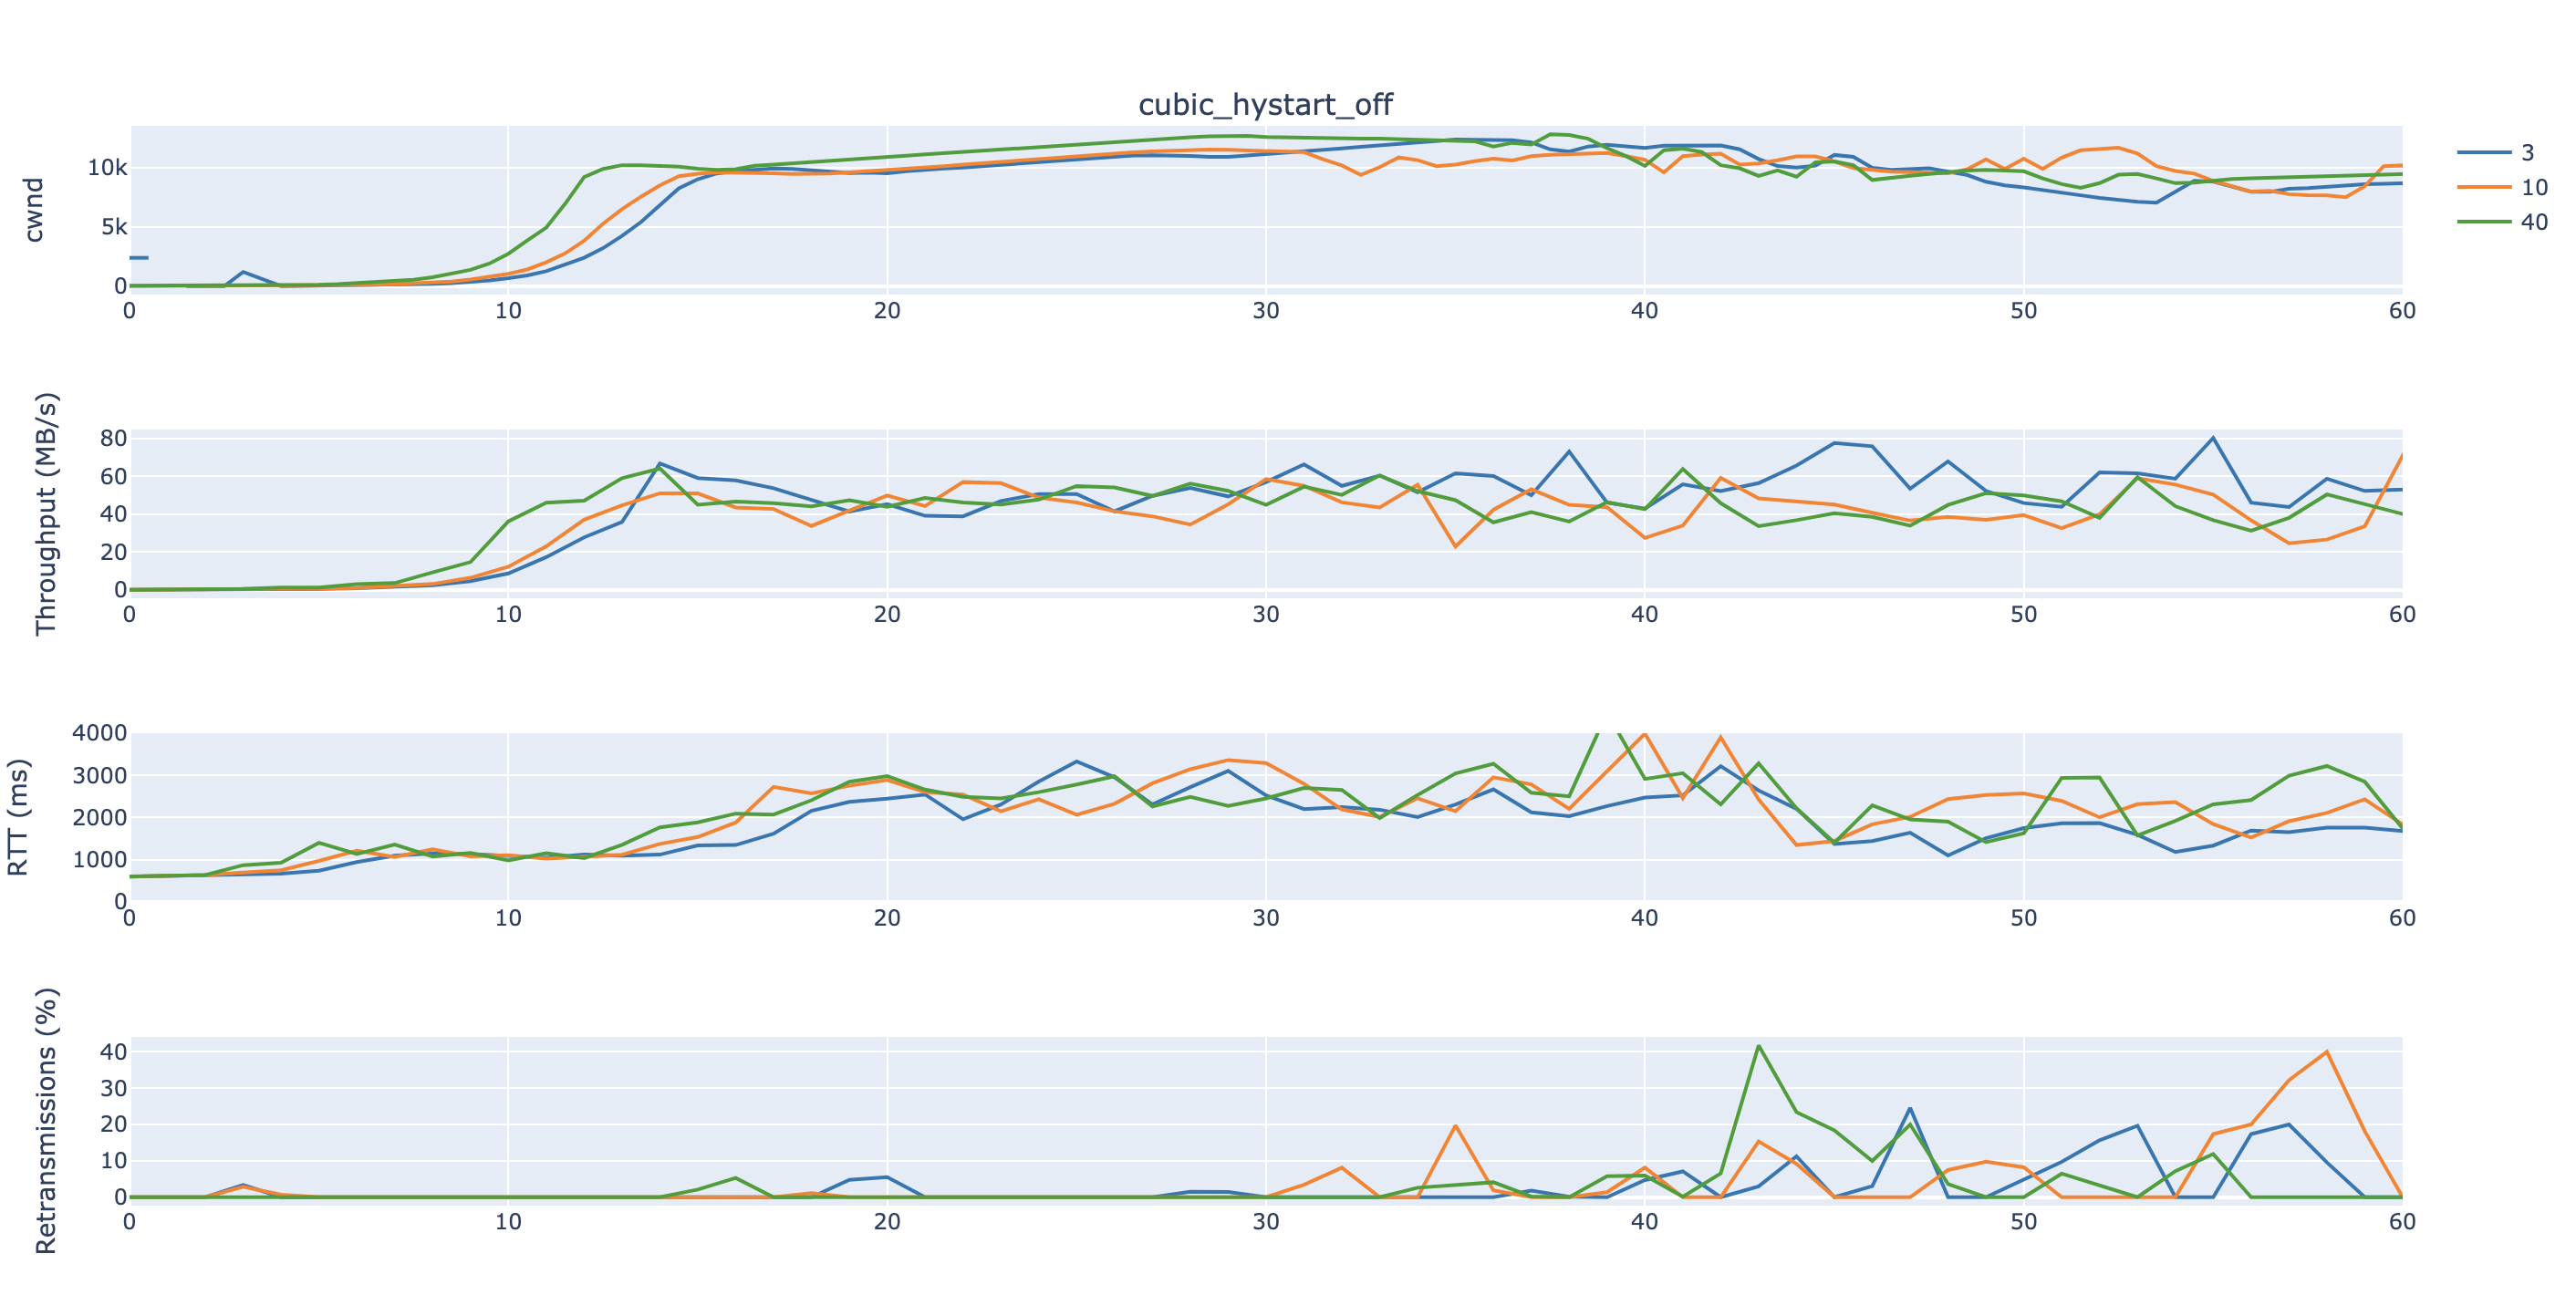 cubic_hystart_off
3
10
40
cwnd
10k
5k
0
0 10 20 30 40 50 60
Throughput (MB/s)
80
60
40
20
0
0 10 20 30 40 50 60
RTT (ms)
4000
3000
2000
1000
0
0 10 20 30 40 50 60
Retransmissions (%)
40
30
20
10
0
0 10 20 30 40 50 60